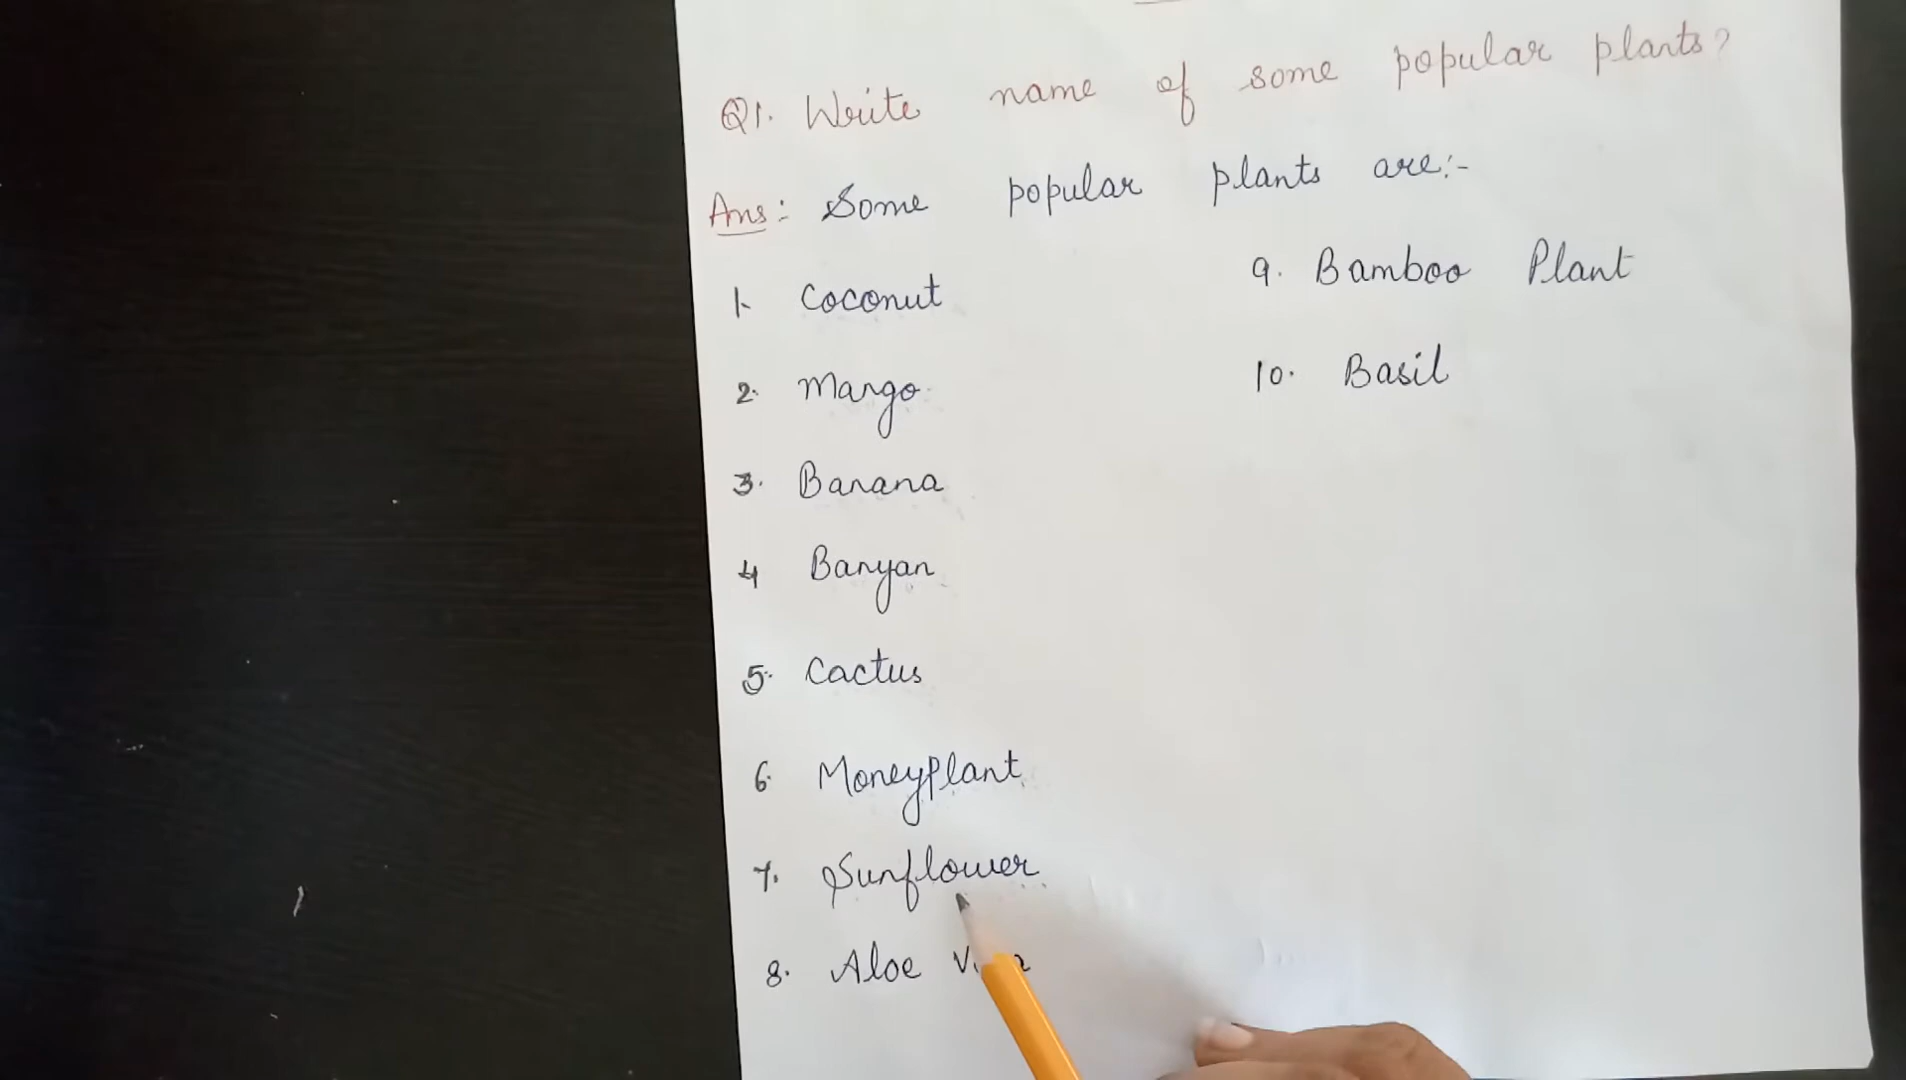 Q1. Write name of some popular plants?
Ans: Some popular plants are:-
1. Coconut
2. Mango
3. Banana
4 Banyan
5. Cactus
6. Moneyplant
7. Sunflower
8. Aloe
9. Bamboo Plant
10. Basil